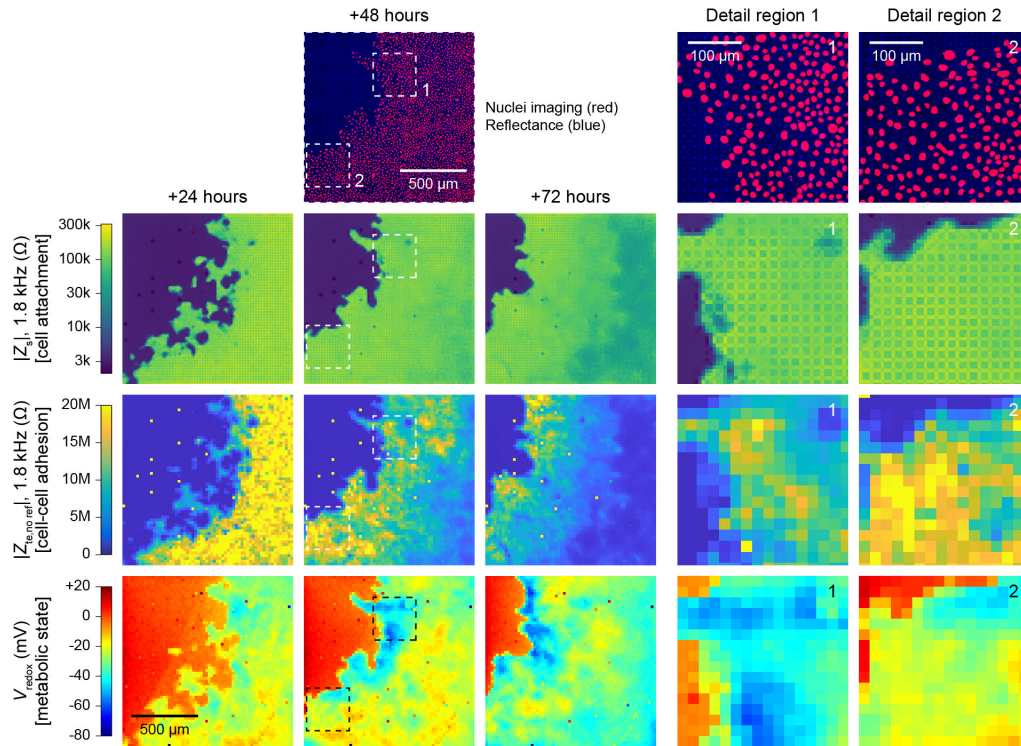 +48 hours
Detail region 1
Detail region 2
1
2
500 µm
Nuclei imaging (red)
Reflectance (blue)
100 µm
1
100 µm
2
+24 hours
+72 hours
|Zs|, 1.8 kHz (Ω)
[cell attachment]
300k
100k
30k
10k
3k
1
2
|Zte,no ref|, 1.8 kHz (Ω)
[cell-cell adhesion]
20M
15M
10M
5M
0
1
2
Vredox (mV)
[metabolic state]
+20
0
-20
-40
-60
-80
500 µm
1
2